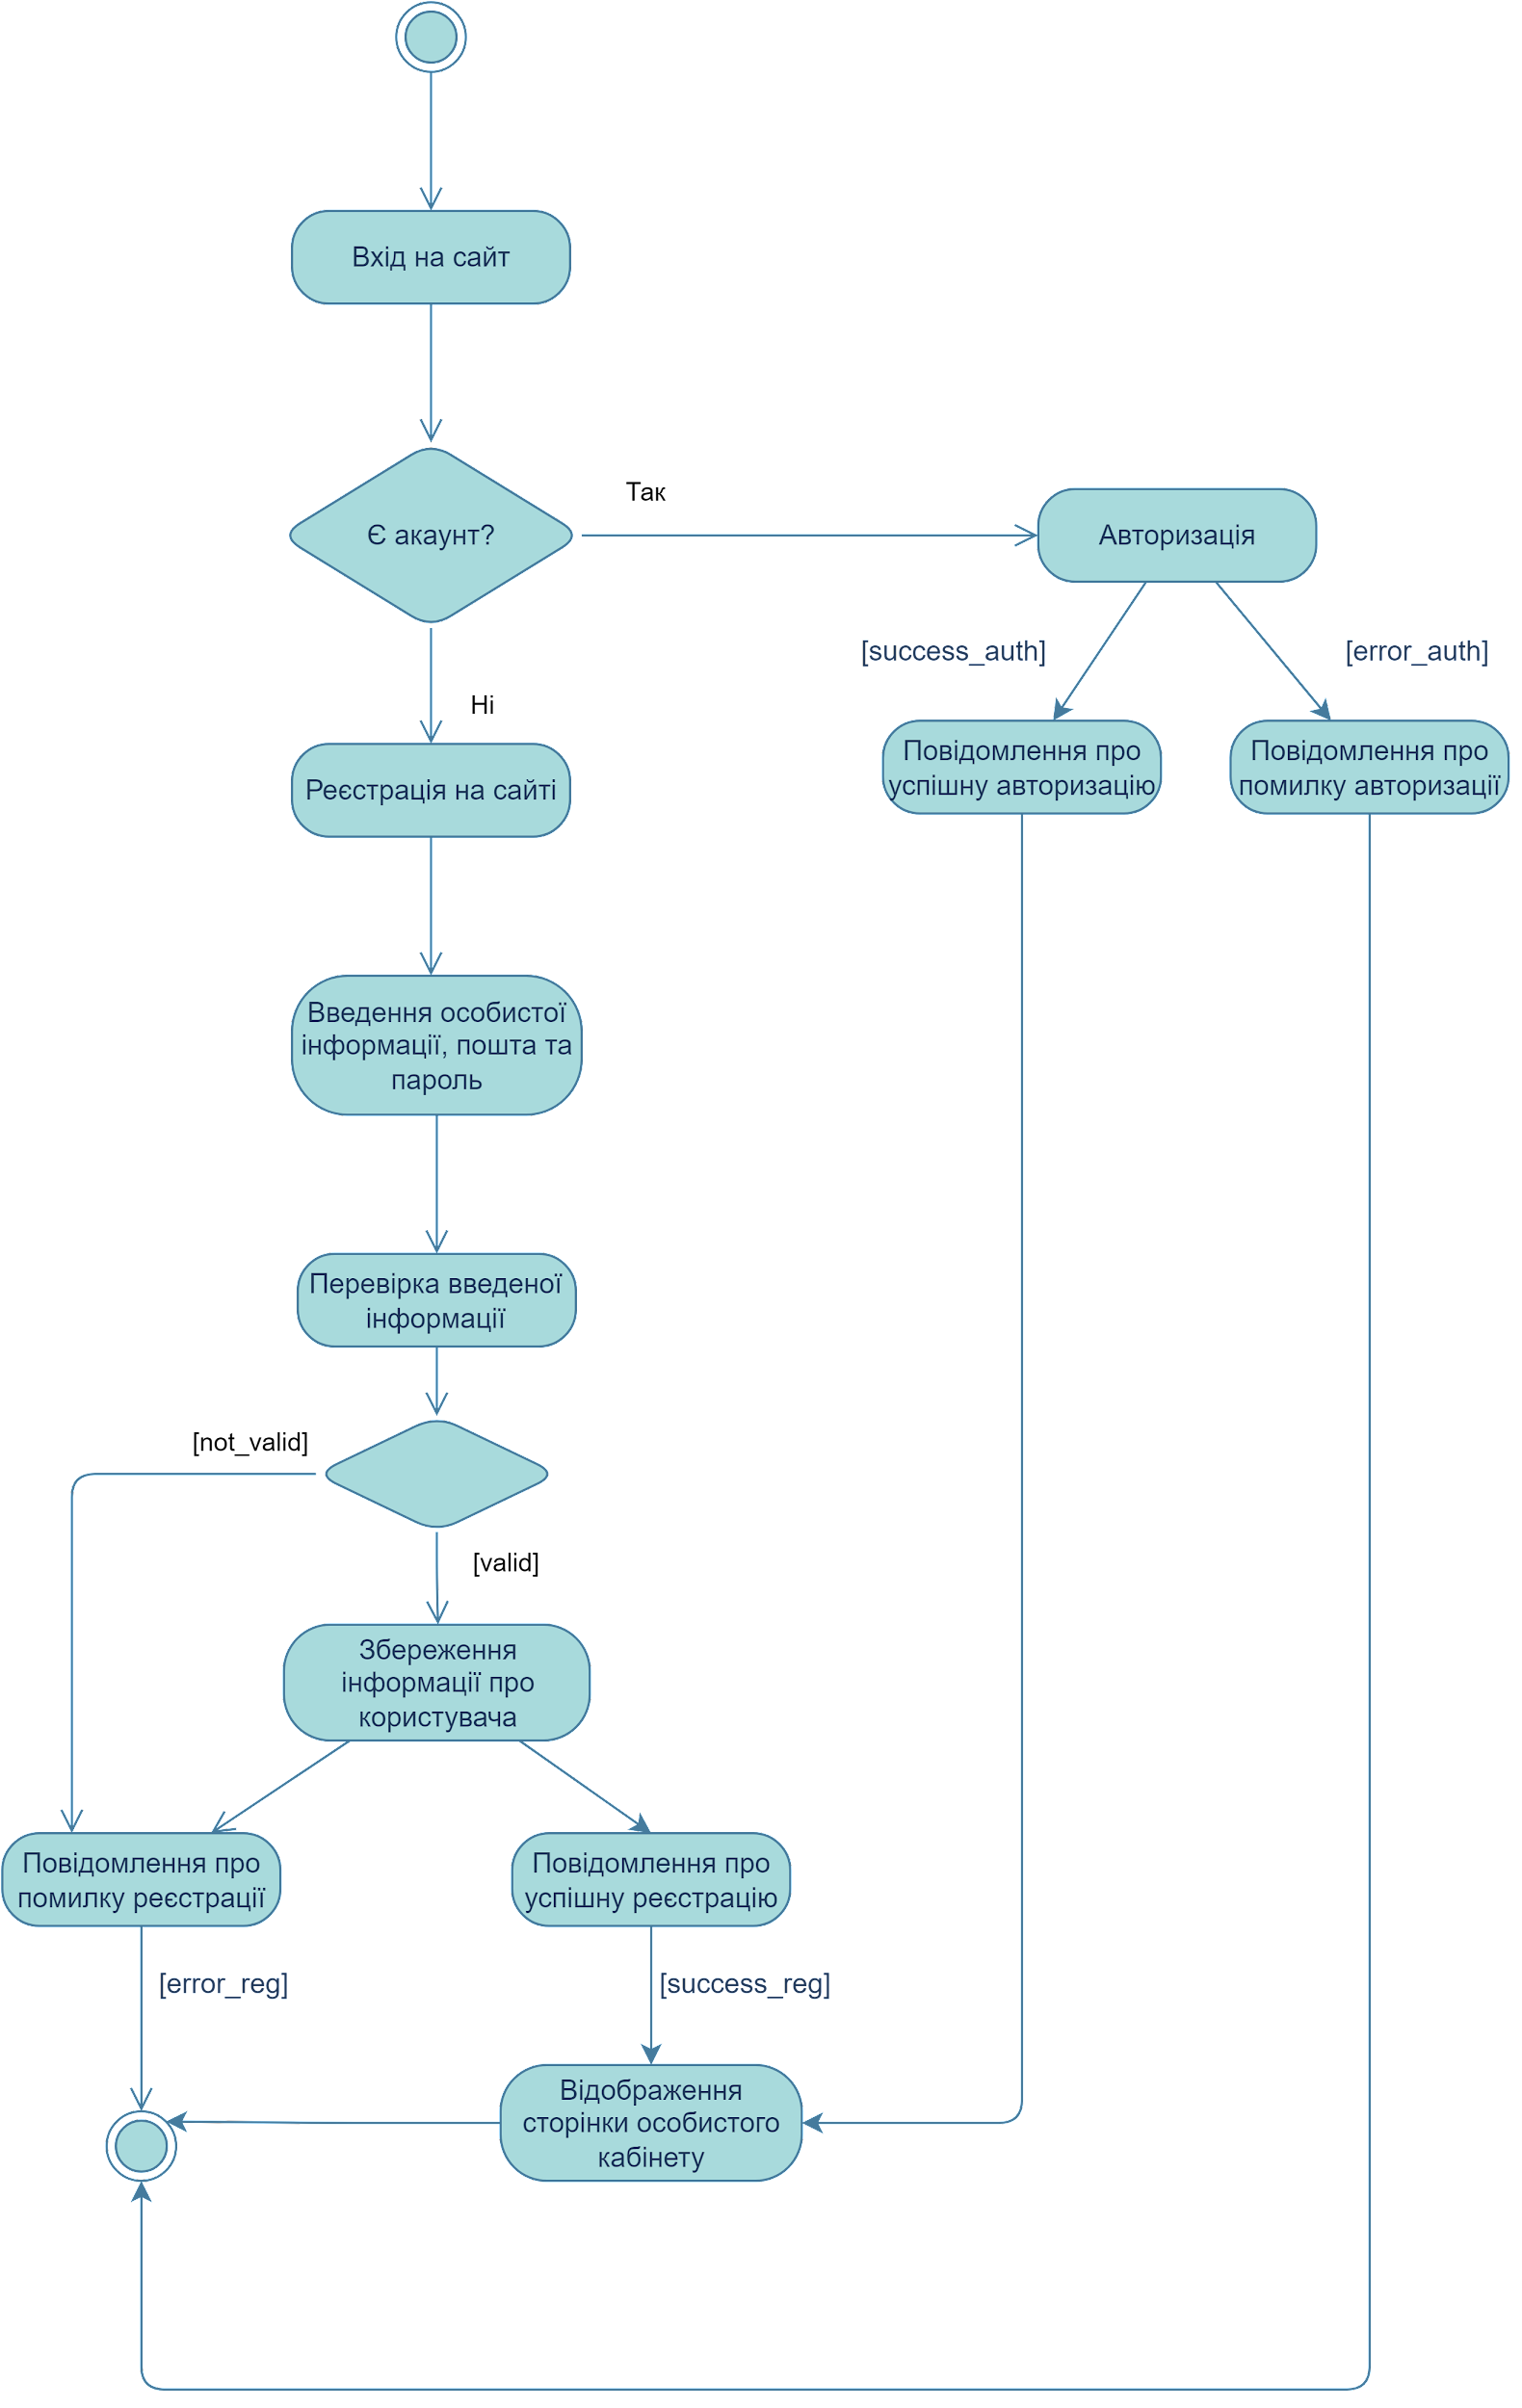 Вхід на сайт
Є акаунт?
Так
Авторизація
[success_auth]
[error_auth]
Ні
Повідомлення про
успішну авторизацію
Повідомлення про
помилку авторизації
Реєстрація на сайті
Введення особистої
інформації, пошта та
пароль
Перевірка введеної
інформації
[not_valid]
[valid]
Збереження
інформації про
користувача
Повідомлення про
помилку реєстрації
Повідомлення про
успішну реєстрацію
[error_reg]
[success_reg]
Відображення
сторінки особистого
кабінету